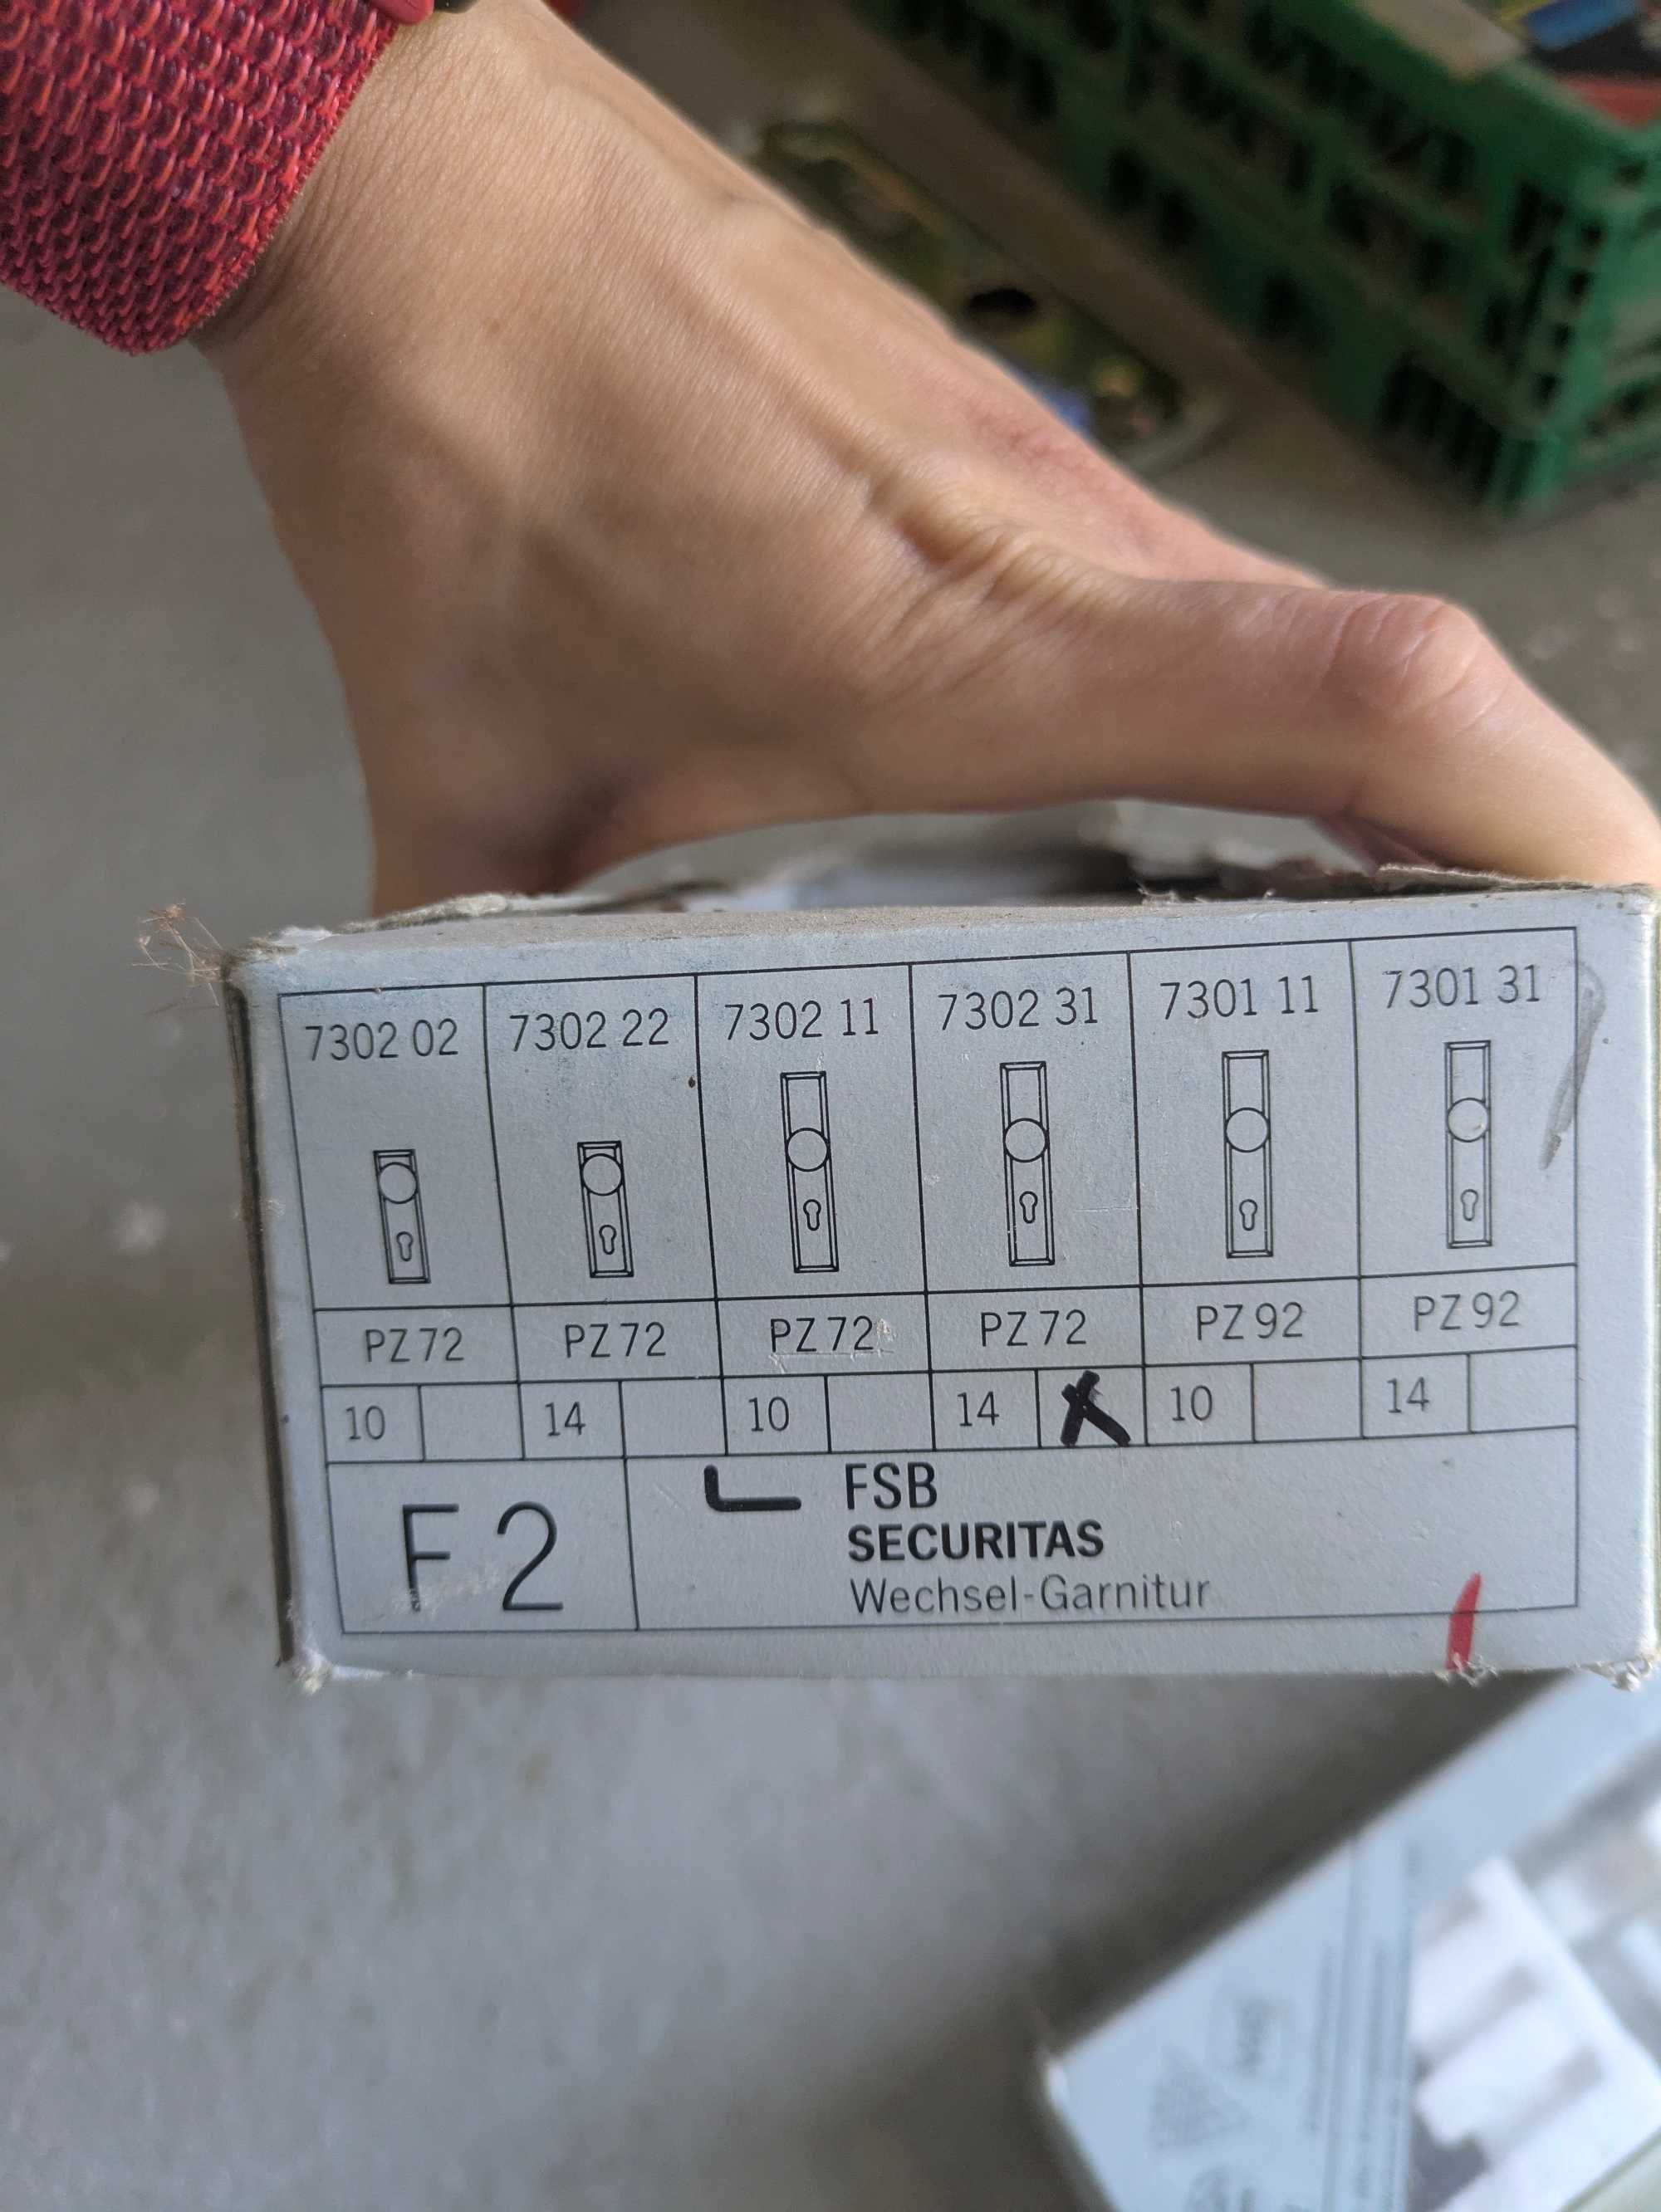 7302 02 7302 22 7302 11 7302 31 7301 11 7301 31
PZ 72 PZ 72 PZ 72 PZ 72 PZ 92 PZ 92
10 14 10 14 X 10 14
F 2
FSB
SECURITAS
Wechsel-Garnitur